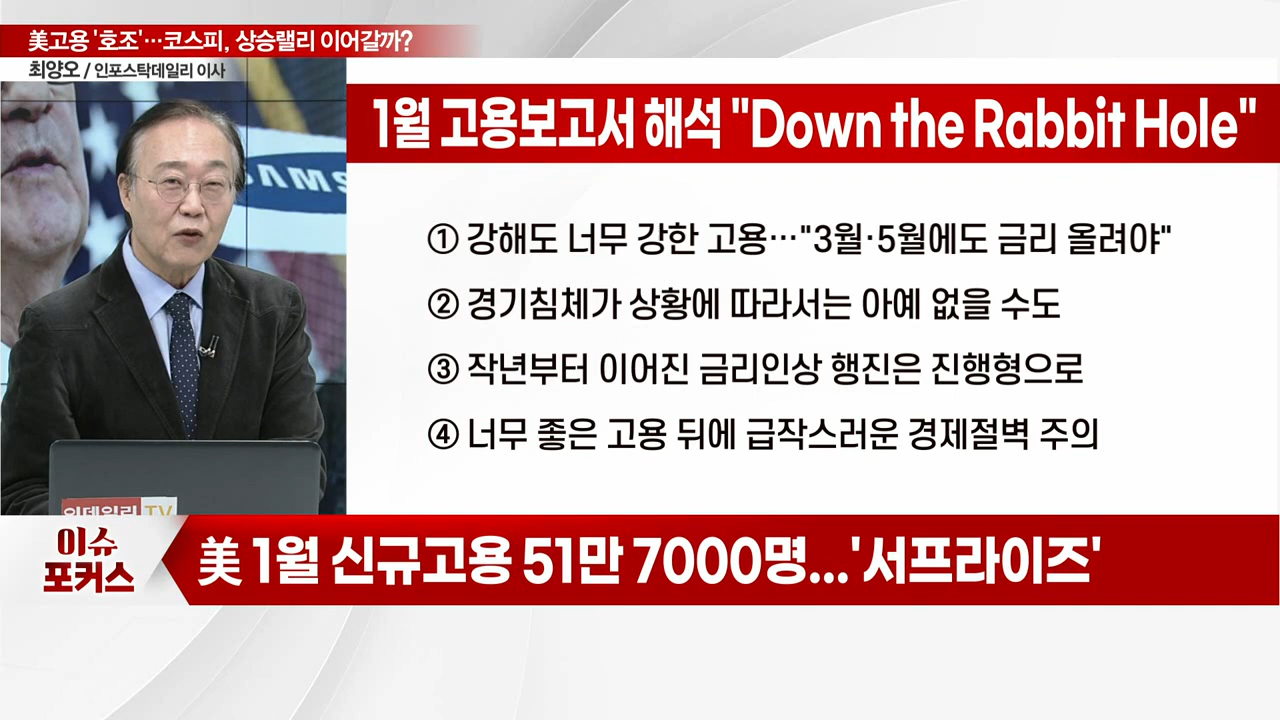 美고용 '호조'…코스피, 상승랠리 이어갈까?
최양오 / 인포스탁데일리 이사
1월 고용보고서 해석 "Down the Rabbit Hole"
SAMS
① 강해도 너무 강한 고용…"3월·5월에도 금리 올려야"
② 경기침체가 상황에 따라서는 아예 없을 수도
③ 작년부터 이어진 금리인상 행진은 진행형으로
④ 너무 좋은 고용 뒤에 급작스러운 경제절벽 주의
이데일리 TV
이슈
포커스
美 1월 신규고용 51만 7000명...'서프라이즈'